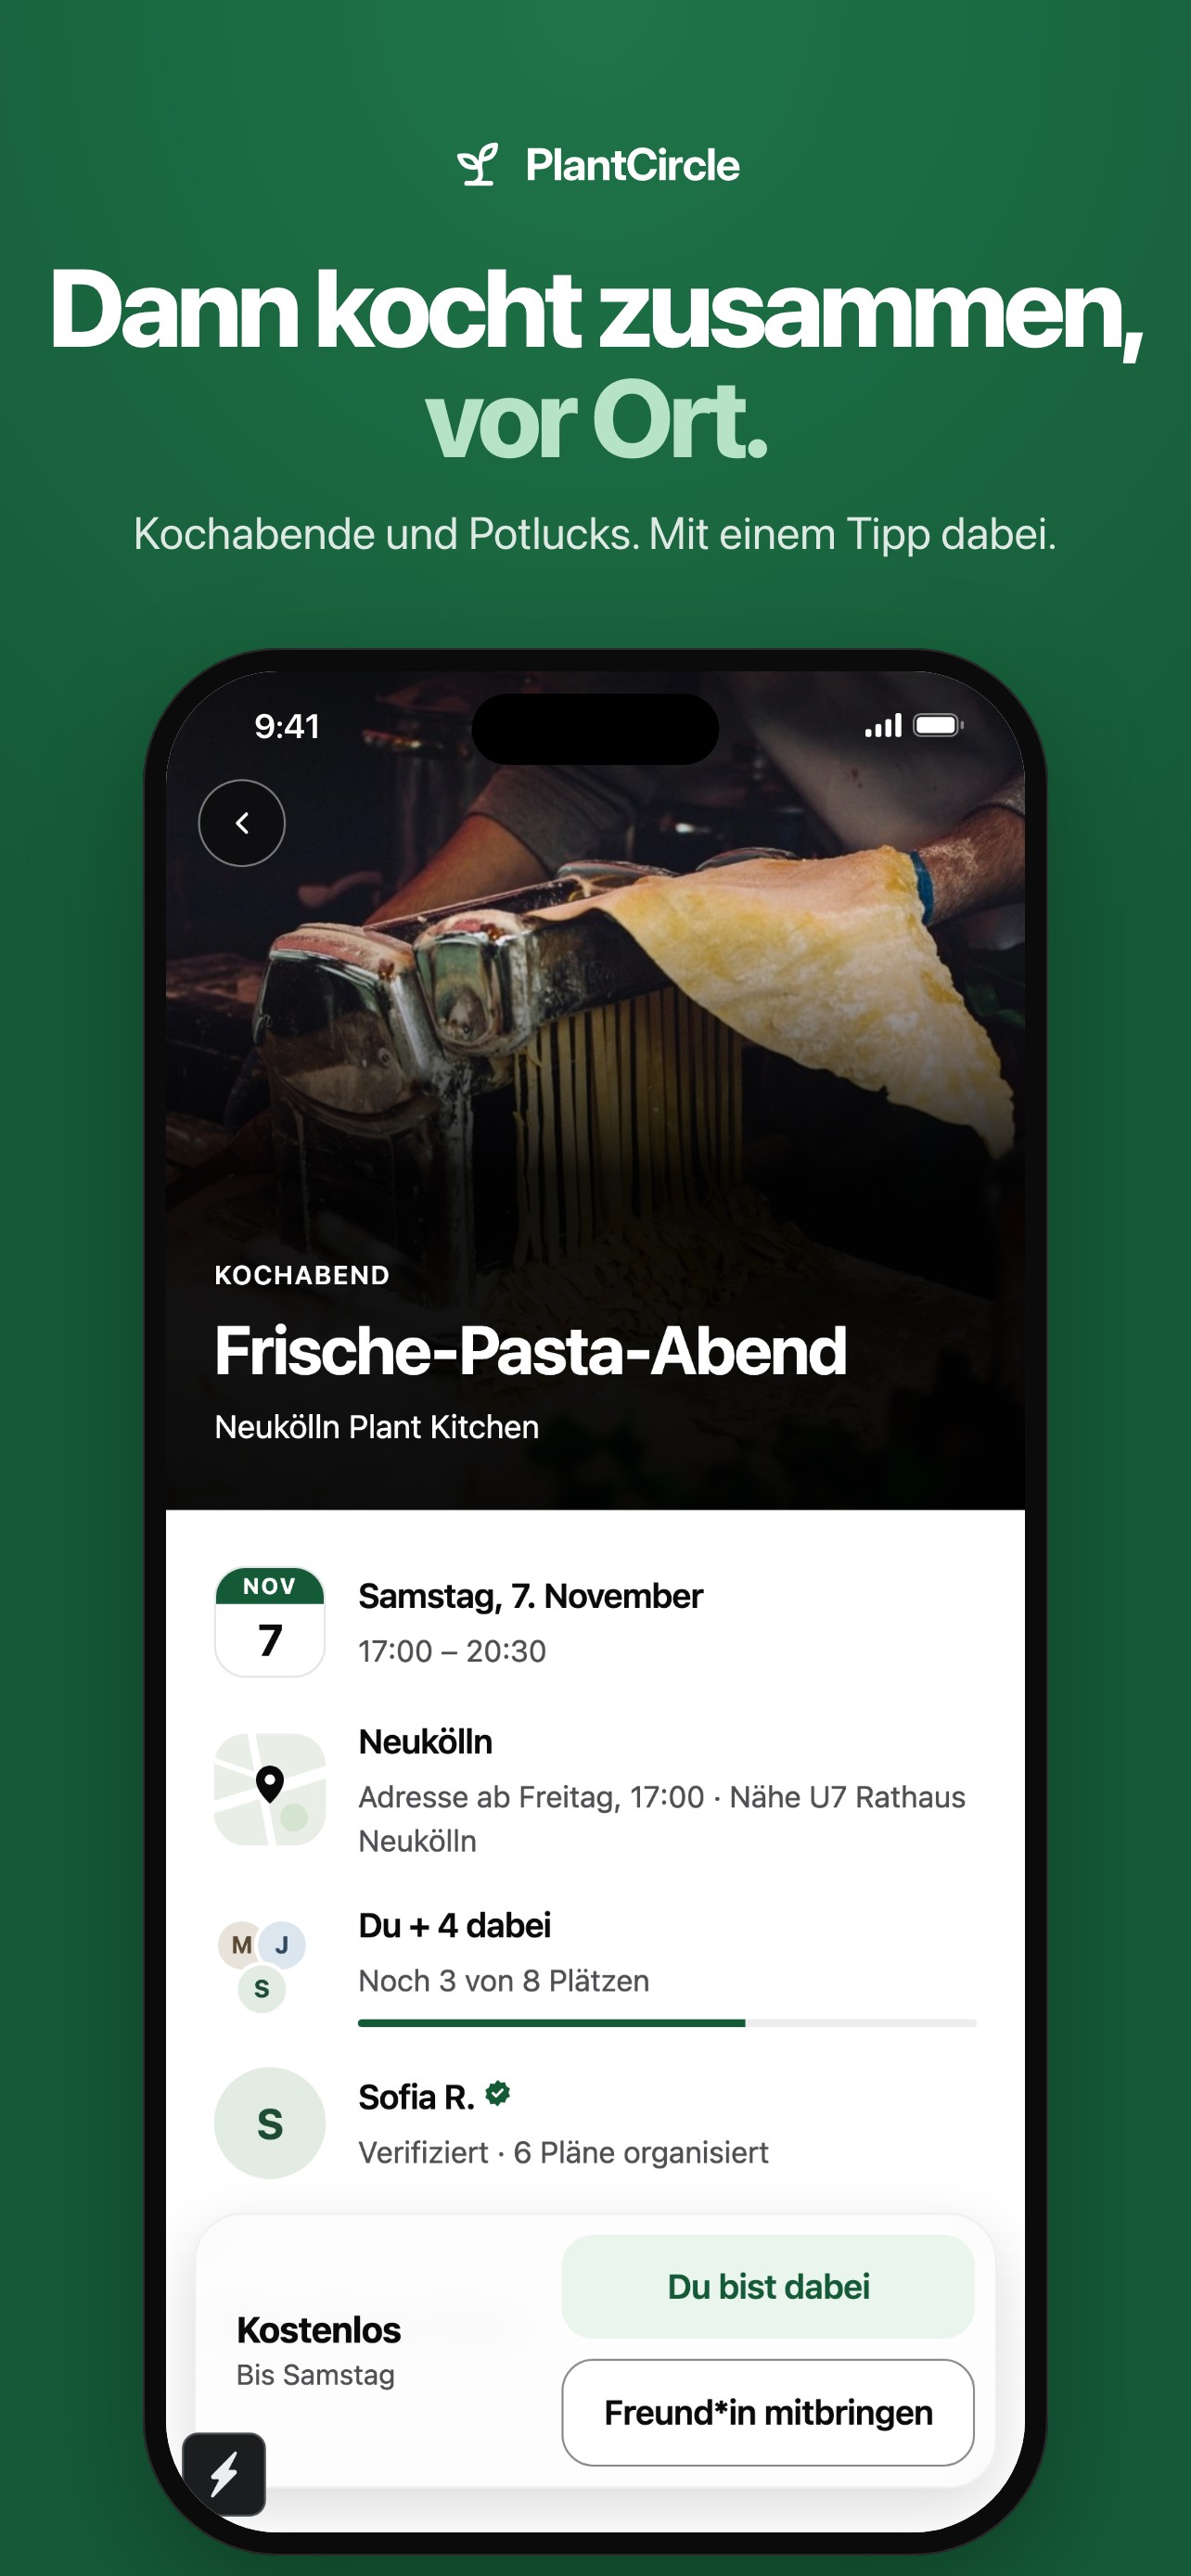 PlantCircle
Dann kocht zusammen,
vor Ort.
Kochabende und Potlucks. Mit einem Tipp dabei.
9:41
KOCHABEND
Frische-Pasta-Abend
Neukölln Plant Kitchen
NOV
7
Samstag, 7. November
17:00 – 20:30
Neukölln
Adresse ab Freitag, 17:00 · Nähe U7 Rathaus
Neukölln
M J
S
Du + 4 dabei
Noch 3 von 8 Plätzen
S
Sofia R.
Verifiziert · 6 Pläne organisiert
Kostenlos
Bis Samstag
Du bist dabei
Freund*in mitbringen